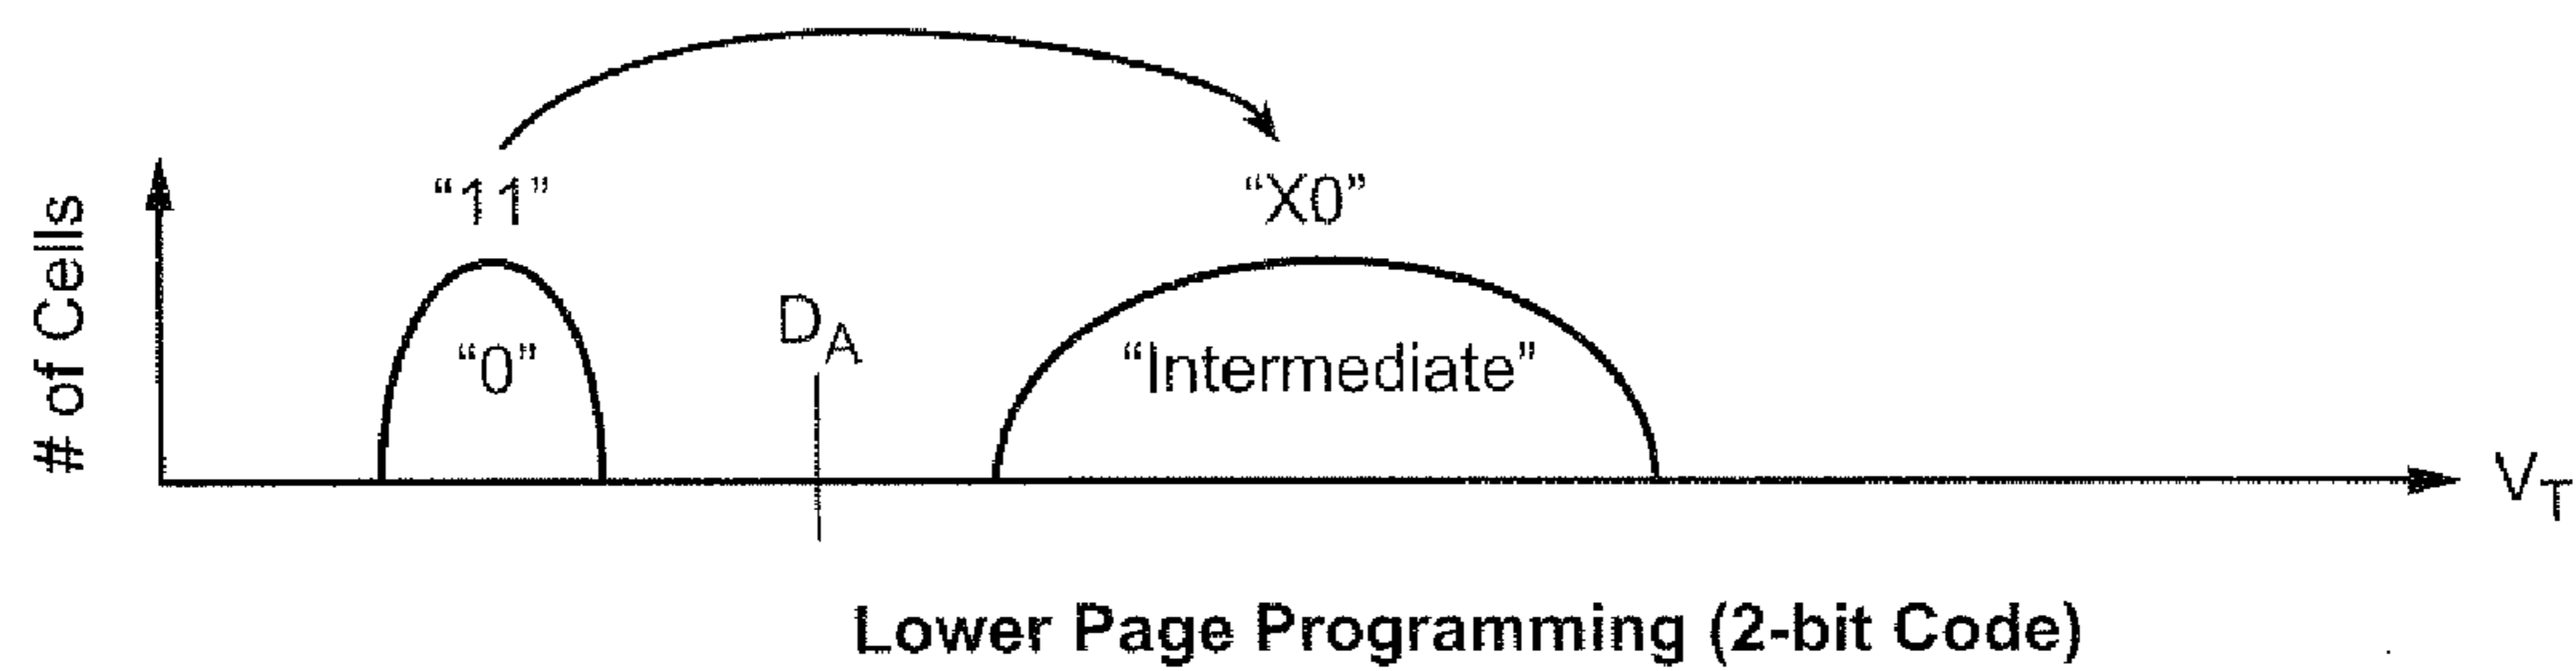 “11”
“X0”
# of Cells
“0”
DA
“Intermediate”
VT
Lower Page Programming (2-bit Code)